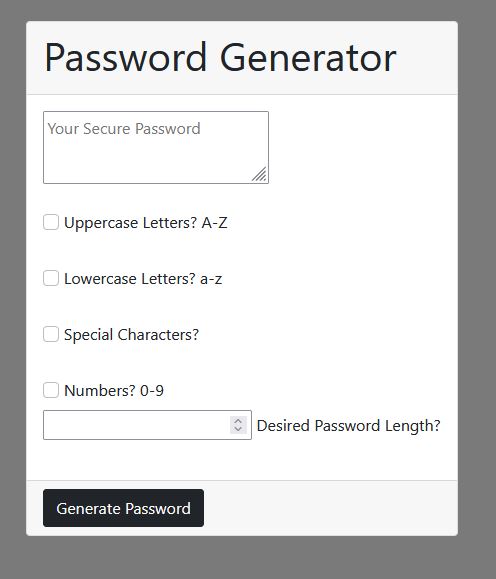 Password Generator
Your Secure Password
Uppercase Letters? A-Z
Lowercase Letters? a-z
Special Characters?
Numbers? 0-9
Desired Password Length?
Generate Password